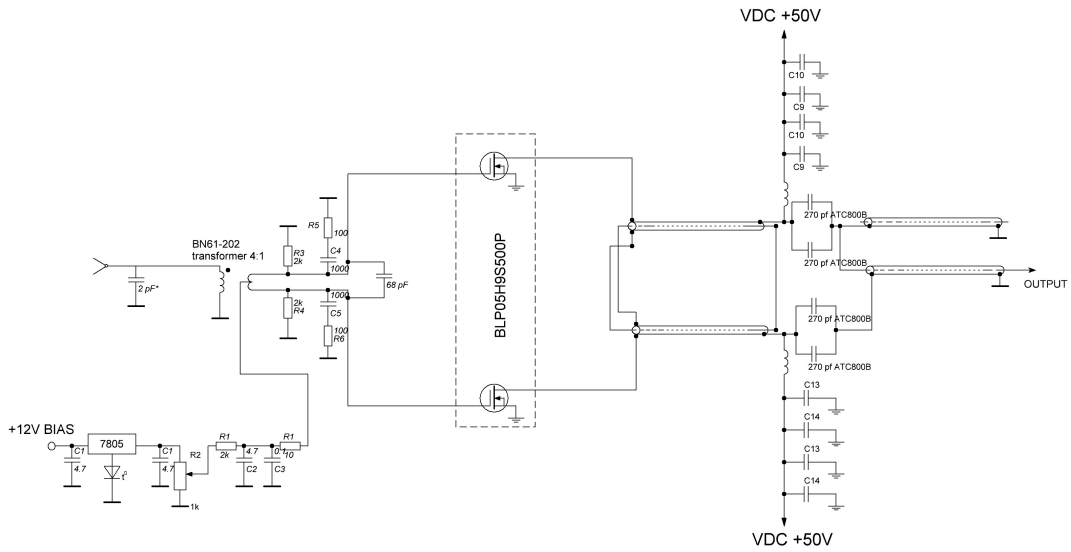 VDC +50V
C10
C9
C10
C9
270 pf ATC800B
270 pf ATC800B
BN61-202
transformer 4:1
2 pF*
R5
100
R3
2k
C4
1000
68 pF
2k
R4
1000
C5
100
R6
BLP05H9S500P
OUTPUT
270 pf ATC800B
270 pf ATC800B
+12V BIAS
C1
4.7
7805
t°
C1
4.7
R2
1k
R1
2k
4.7
C2
0.1
C3
R1
10
C13
C14
C13
C14
VDC +50V